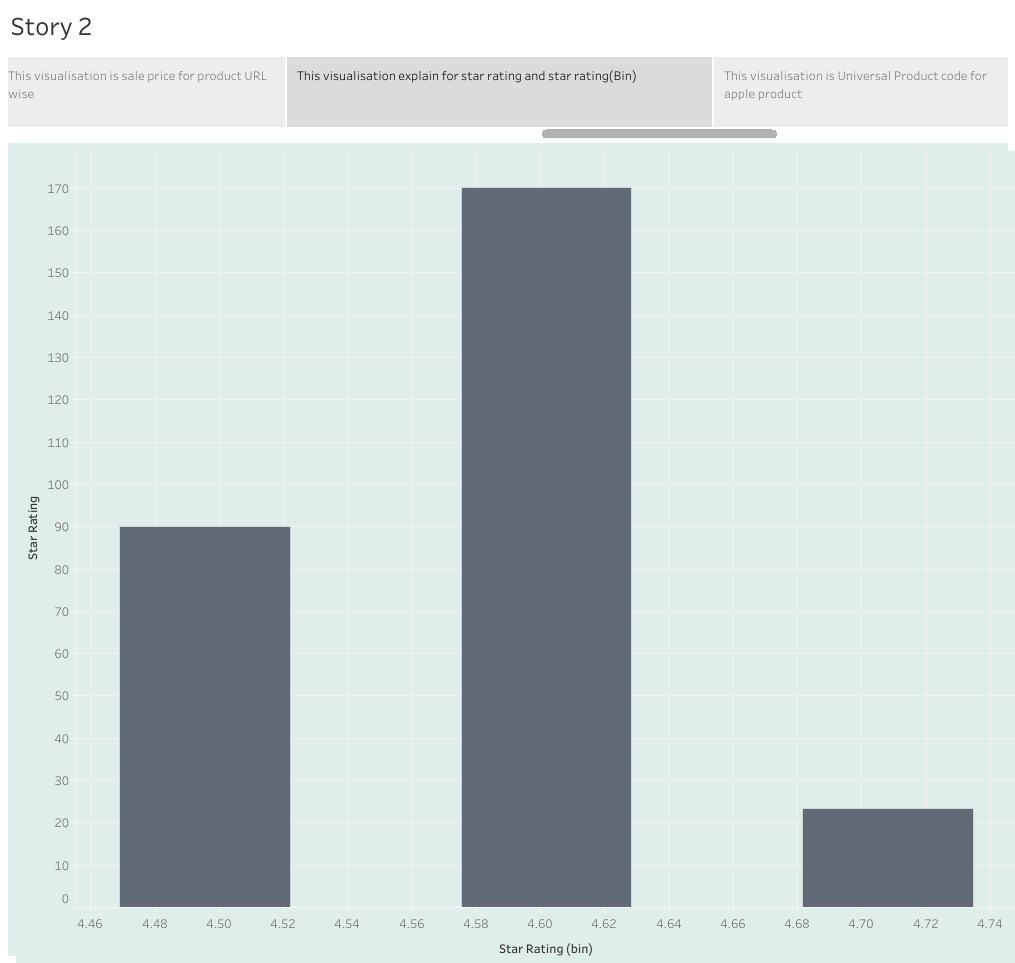 Story 2
This visualisation is sale price for product URL
wise
This visualisation explain for star rating and star rating(Bin)
This visualisation is Universal Product code for
apple product
170
160
150
140
130
120
110
100
90
80
70
60
50
40
30
20
10
0
Star Rating
4.46 4.48 4.50 4.52 4.54 4.56 4.58 4.60 4.62 4.64 4.66 4.68 4.70 4.72 4.74
Star Rating (bin)